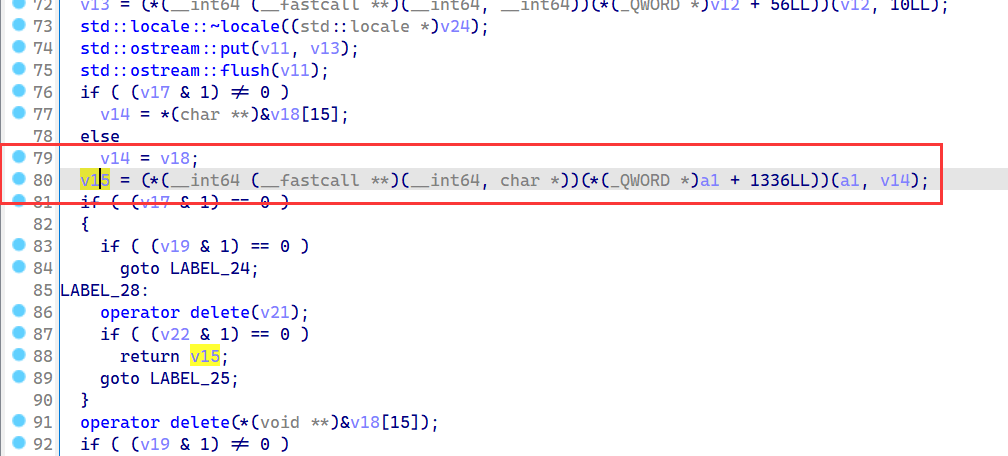 72 v13 = (*(__int64 (__fastcall **)(__int64, __int64))(*(_QWORD *)v12 + 56LL))(v12, 10LL);
73 std::locale::~locale((std::locale *)v24);
74 std::ostream::put(v11, v13);
75 std::ostream::flush(v11);
76 if ( (v17 & 1) ≠ 0 )
77 v14 = *(char **)&v18[15];
78 else
79 v14 = v18;
80 v15 = (*(__int64 (__fastcall **)(__int64, char *))(*(_QWORD *)a1 + 1336LL))(a1, v14);
81 if ( (v17 & 1) == 0 )
82 {
83 if ( (v19 & 1) == 0 )
84 goto LABEL_24;
85 LABEL_28:
86 operator delete(v21);
87 if ( (v22 & 1) == 0 )
88 return v15;
89 goto LABEL_25;
90 }
91 operator delete(*(void **)&v18[15]);
92 if ( (v19 & 1) ≠ 0 )